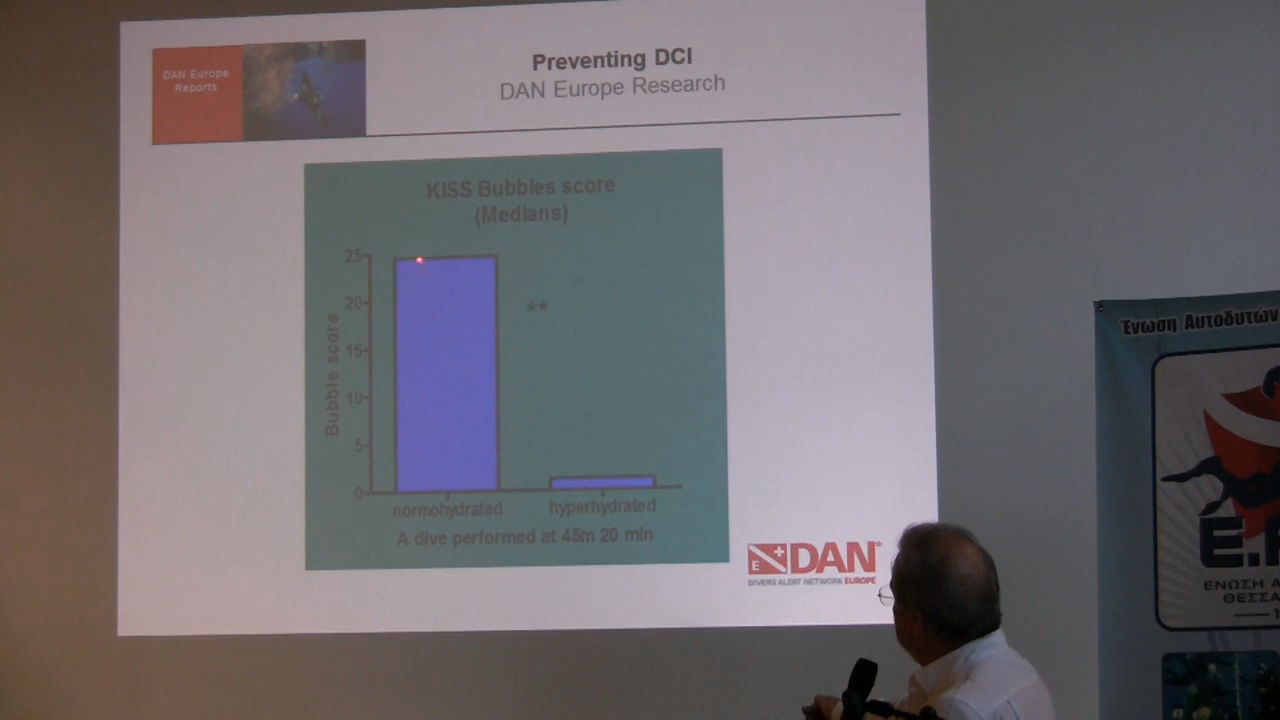 DAN Europe
Reports
Preventing DCI
DAN Europe Research
KISS Bubbles score
(Medians)
Bubble score
25
20
15
10
5
0
**
normohydrated hyperhydrated
A dive performed at 45m 20 min
E
DAN
DIVERS ALERT NETWORK EUROPE
Ένωση Αυτοδυτών
ΕΝΩΣΗ